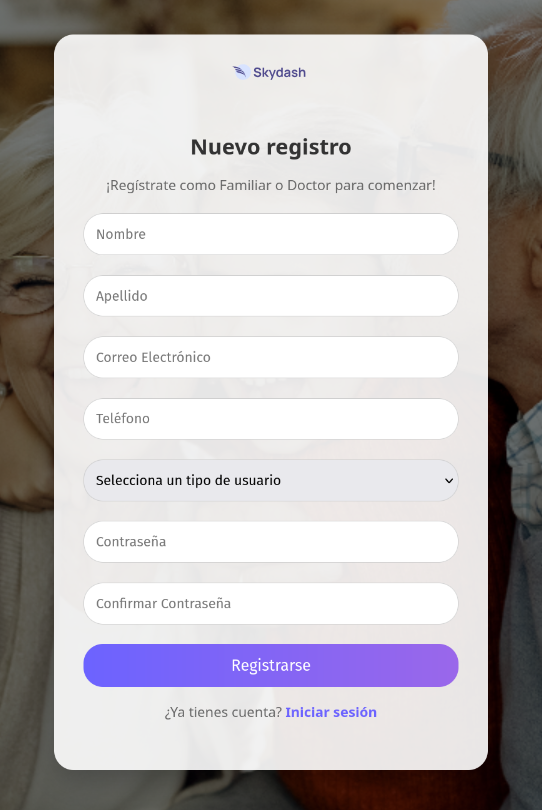 Skydash
Nuevo registro
¡Regístrate como Familiar o Doctor para comenzar!
Nombre
Apellido
Correo Electrónico
Teléfono
Selecciona un tipo de usuario
Contraseña
Confirmar Contraseña
Registrarse
¿Ya tienes cuenta? Iniciar sesión